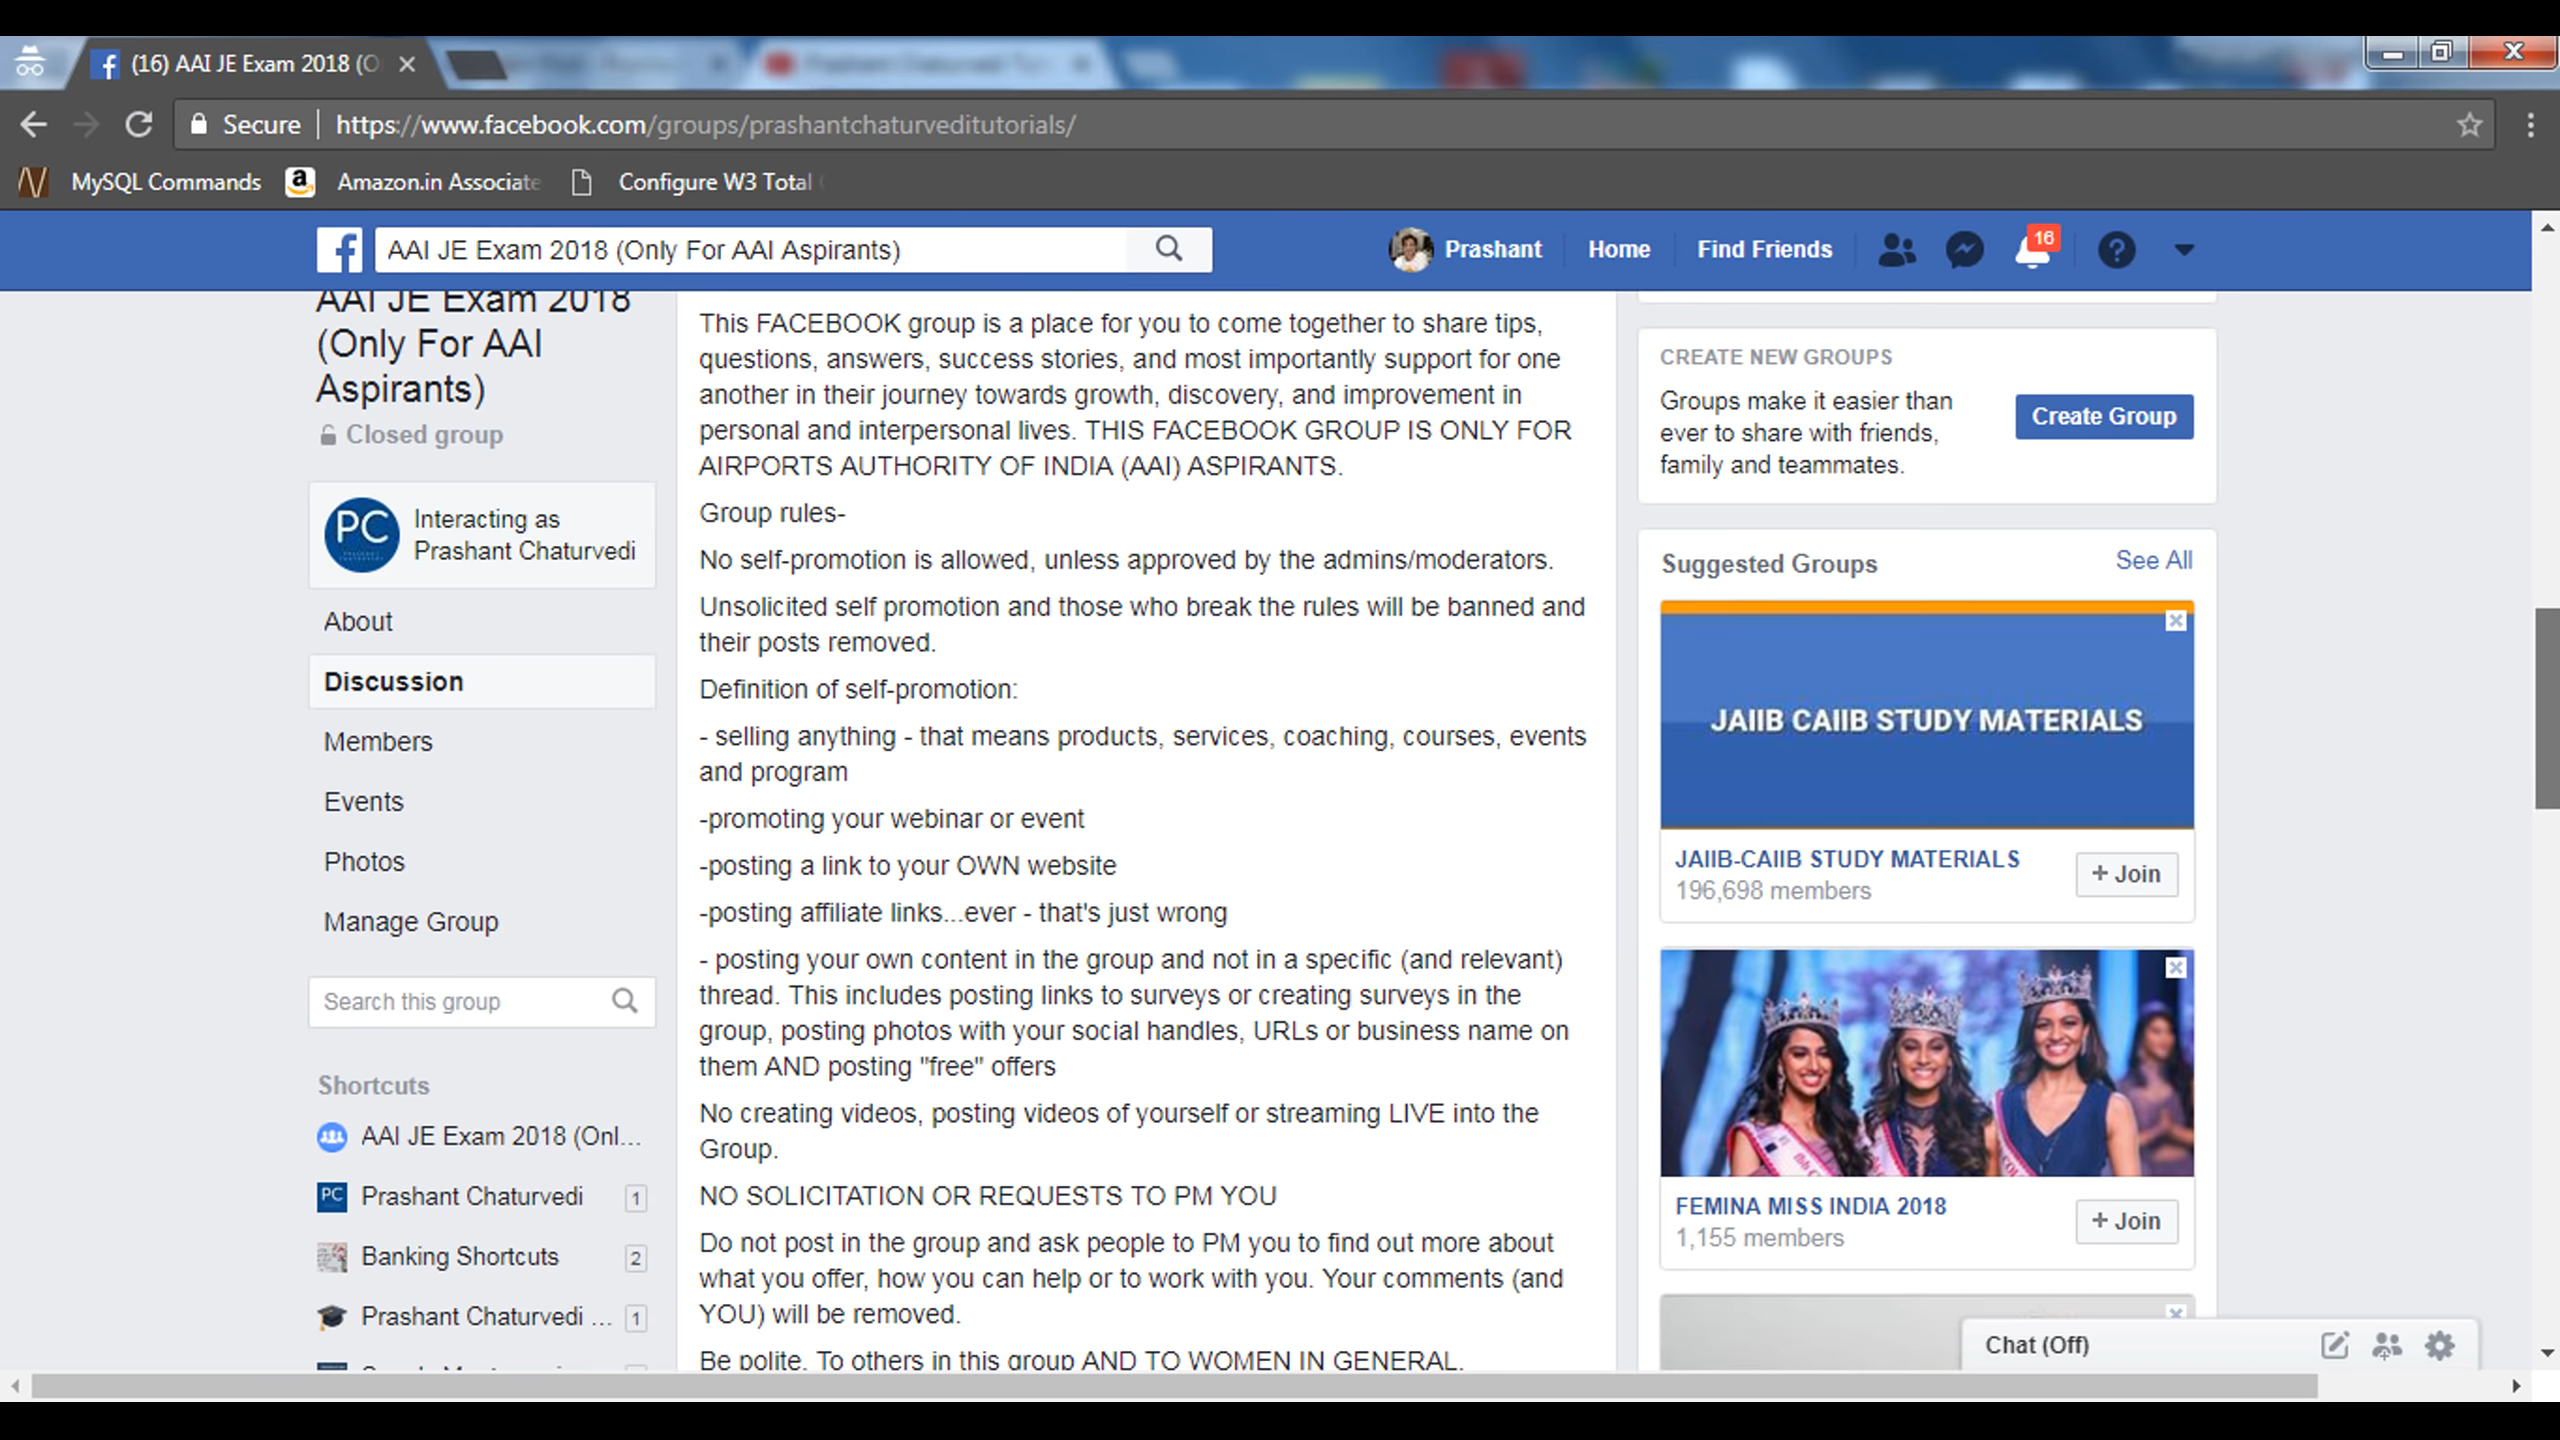 (16) AAI JE Exam 2018 (O
Secure
https://www.facebook.com/groups/prashantchaturveditutorials/
MySQL Commands
Amazon.in Associate
Configure W3 Total
AAI JE Exam 2018 (Only For AAI Aspirants)
Prashant
Home
Find Friends
16
AAI JE Exam 2018
(Only For AAI
Aspirants)
Closed group
PC
Interacting as
Prashant Chaturvedi
About
Discussion
Members
Events
Photos
Manage Group
Search this group
Shortcuts
AAI JE Exam 2018 (Onl...
PC
Prashant Chaturvedi
1
Banking Shortcuts
2
Prashant Chaturvedi ...
1
This FACEBOOK group is a place for you to come together to share tips,
questions, answers, success stories, and most importantly support for one
another in their journey towards growth, discovery, and improvement in
personal and interpersonal lives. THIS FACEBOOK GROUP IS ONLY FOR
AIRPORTS AUTHORITY OF INDIA (AAI) ASPIRANTS.
Group rules-
No self-promotion is allowed, unless approved by the admins/moderators.
Unsolicited self promotion and those who break the rules will be banned and
their posts removed.
Definition of self-promotion:
- selling anything - that means products, services, coaching, courses, events
and program
-promoting your webinar or event
-posting a link to your OWN website
-posting affiliate links...ever - that's just wrong
- posting your own content in the group and not in a specific (and relevant)
thread. This includes posting links to surveys or creating surveys in the
group, posting photos with your social handles, URLs or business name on
them AND posting "free" offers
No creating videos, posting videos of yourself or streaming LIVE into the
Group.
NO SOLICITATION OR REQUESTS TO PM YOU
Do not post in the group and ask people to PM you to find out more about
what you offer, how you can help or to work with you. Your comments (and
YOU) will be removed.
Be polite. To others in this group AND TO WOMEN IN GENERAL.
CREATE NEW GROUPS
Groups make it easier than
ever to share with friends,
family and teammates.
Create Group
Suggested Groups
See All
JAIIB CAIIB STUDY MATERIALS
JAIIB-CAIIB STUDY MATERIALS
196,698 members
+ Join
FEMINA MISS INDIA 2018
1,155 members
+ Join
Chat (Off)